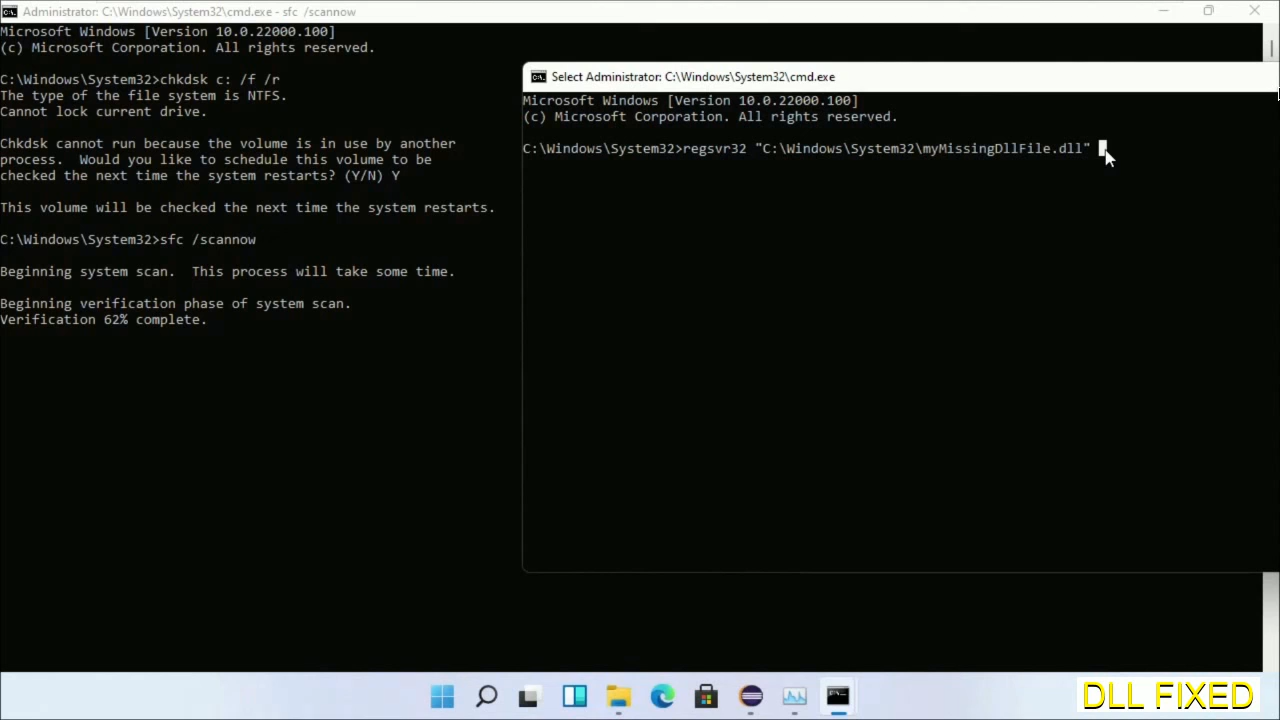 Administrator: C:\Windows\System32\cmd.exe - sfc /scannow
Microsoft Windows [Version 10.0.22000.100]
(c) Microsoft Corporation. All rights reserved.
C:\Windows\System32>chkdsk c: /f /r
The type of the file system is NTFS.
Cannot lock current drive.
Chkdsk cannot run because the volume is in use by another
process.  Would you like to schedule this volume to be
checked the next time the system restarts? (Y/N) Y
This volume will be checked the next time the system restarts.
C:\Windows\System32>sfc /scannow
Beginning system scan.  This process will take some time.
Beginning verification phase of system scan.
Verification 62% complete.
Select Administrator: C:\Windows\System32\cmd.exe
Microsoft Windows [Version 10.0.22000.100]
(c) Microsoft Corporation. All rights reserved.
C:\Windows\System32>regsvr32 "C:\Windows\System32\myMissingDllFile.dll"
DLL FIXED